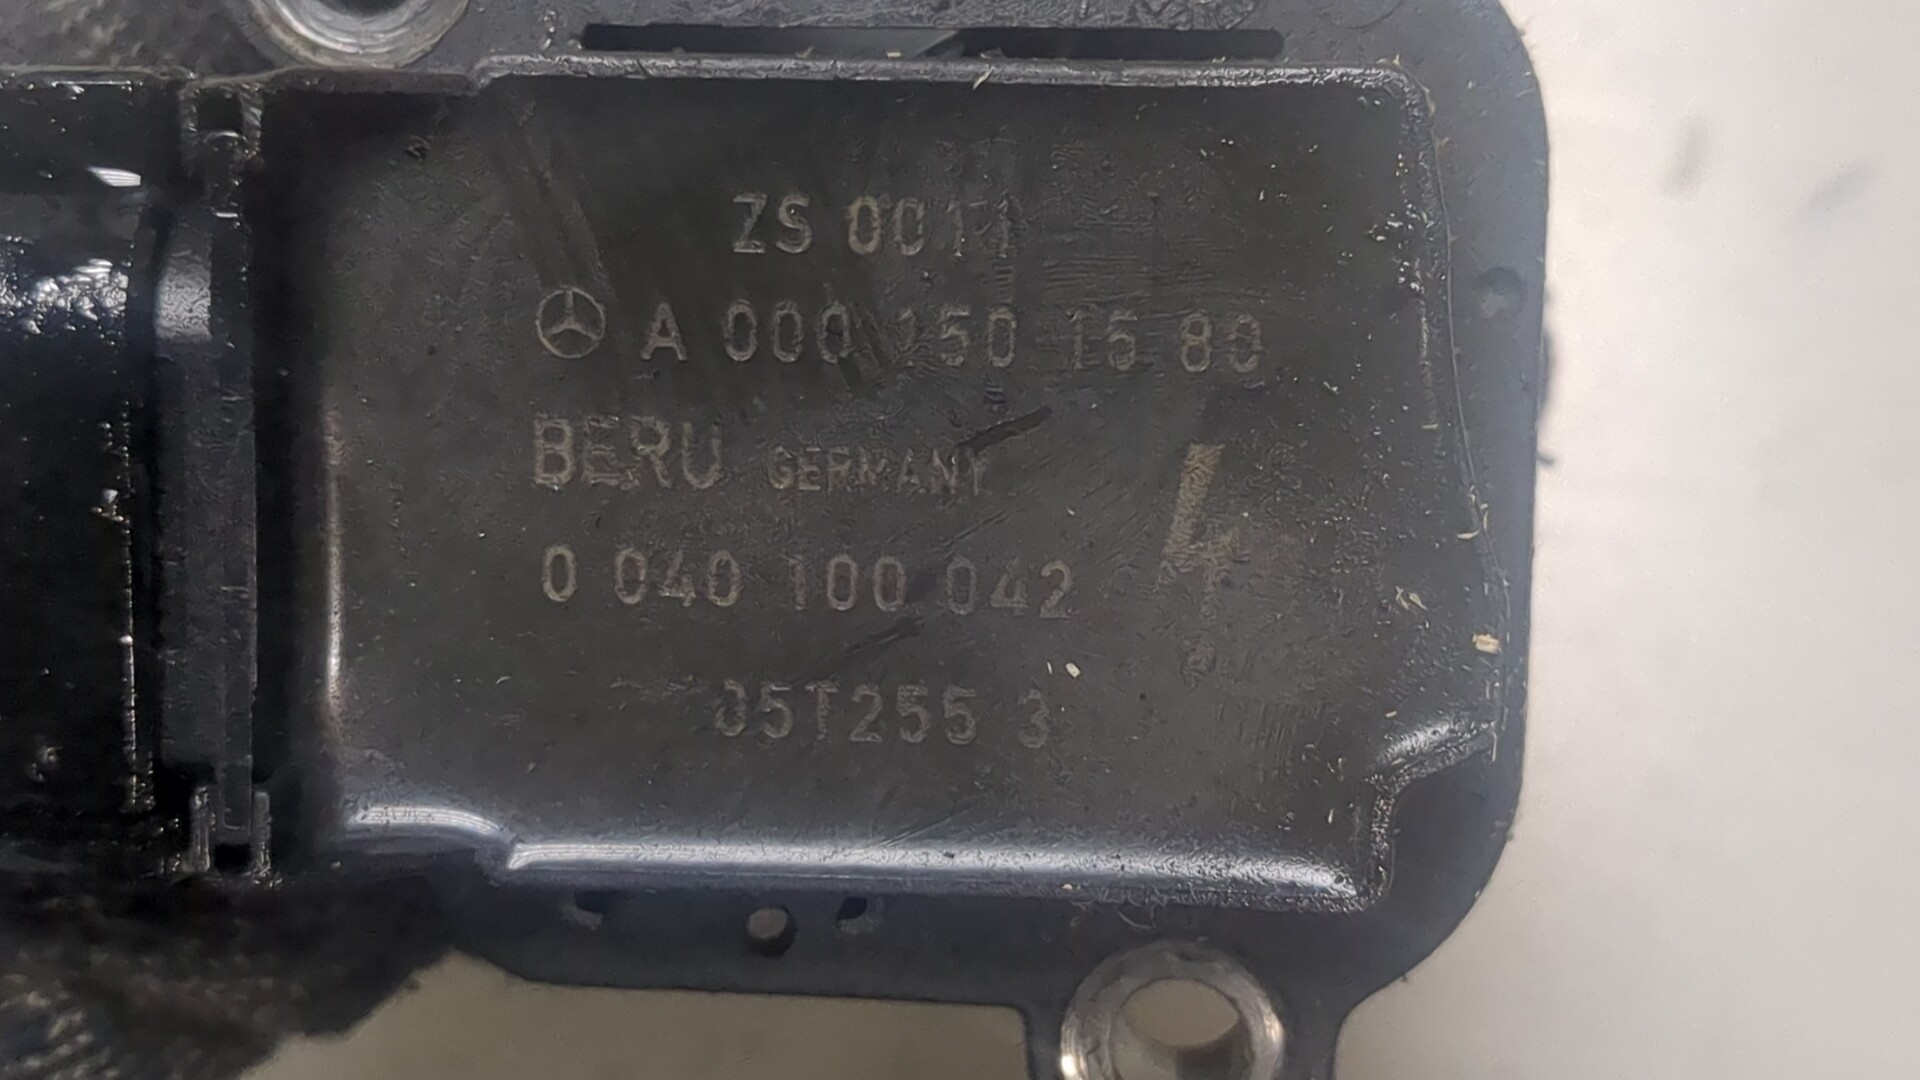 ZS 0011
A 000 150 15 80
BERU GERMANY
4
0 040 100 042
05T255 3